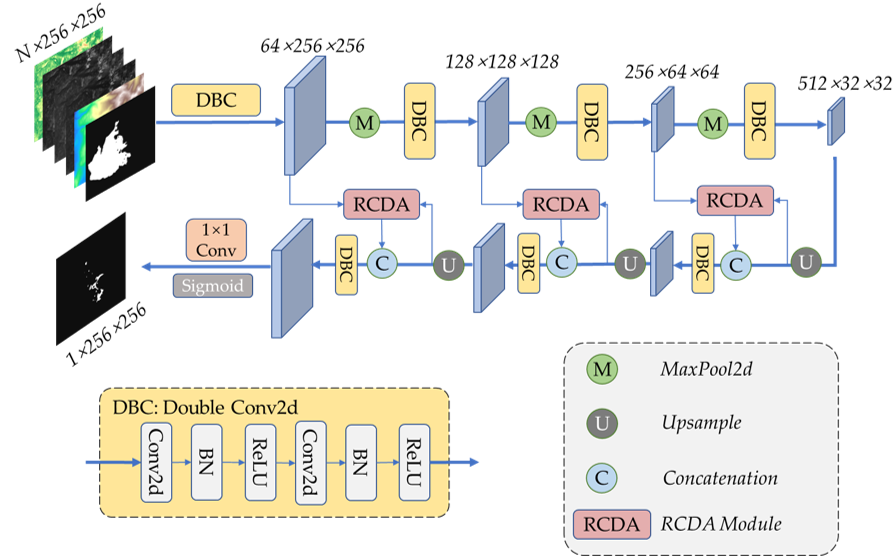 N×256×256
64×256×256
128×128×128
256×64×64
512×32×32
DBC
M
DBC
M
DBC
M
DBC
RCDA
RCDA
RCDA
1×1
Conv
Sigmoid
DBC
C
U
DBC
C
U
DBC
C
U
1×256×256
DBC: Double Conv2d
Conv2d
BN
ReLU
Conv2d
BN
ReLU
M MaxPool2d
U Upsample
C Concatenation
RCDA RCDA Module